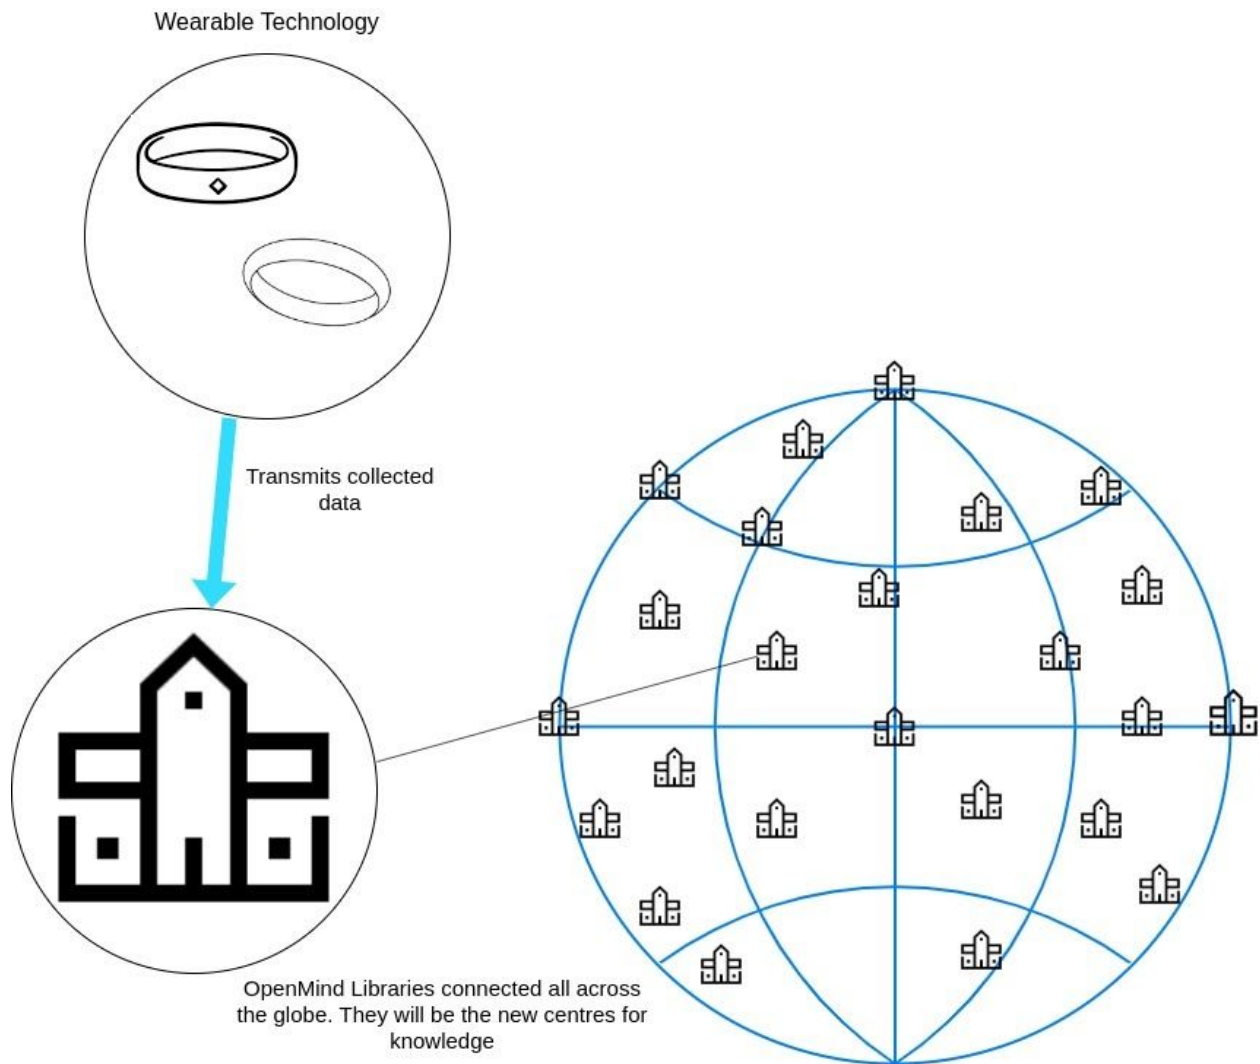 Wearable Technology
Transmits collected
data
OpenMind Libraries connected all across
the globe. They will be the new centres for
knowledge